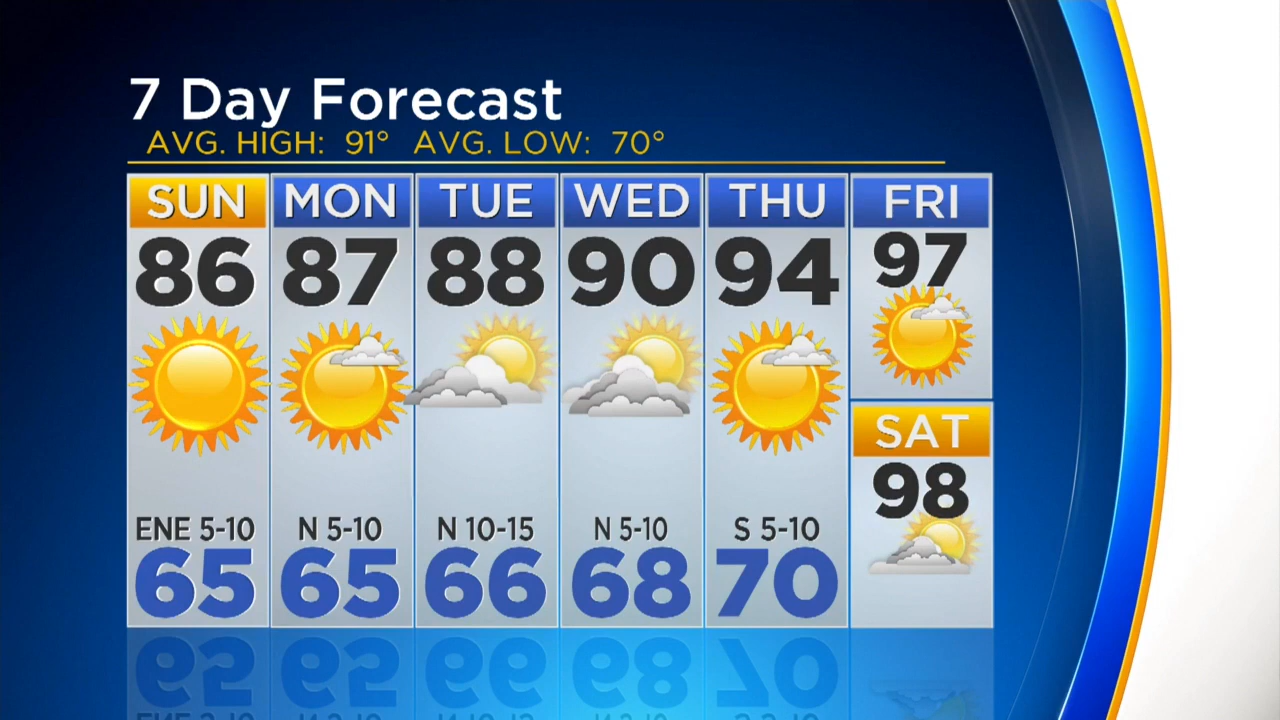 7 Day Forecast
AVG. HIGH: 91° AVG. LOW: 70°
SUN MON TUE WED THU FRI
86 87 88 90 94 97
SAT
98
ENE 5-10 N 5-10 N 10-15 N 5-10 S 5-10
65 65 66 68 70